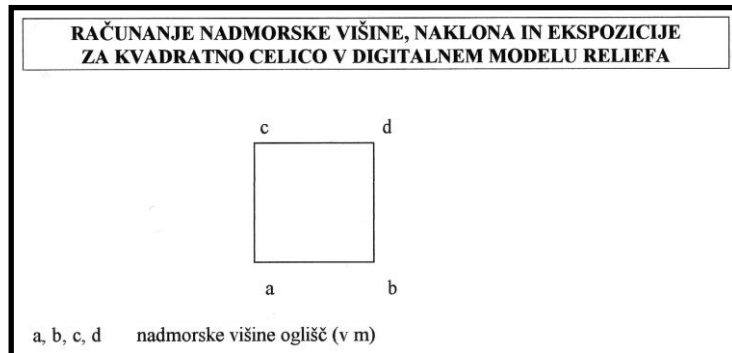 RAČUNANJE NADMORSKE VIŠINE, NAKLONA IN EKSPOZICIJE
ZA KVADRATNO CELICO V DIGITALNEM MODELU RELIEFA
c d
a b
a, b, c, d nadmorske višine oglišč (v m)